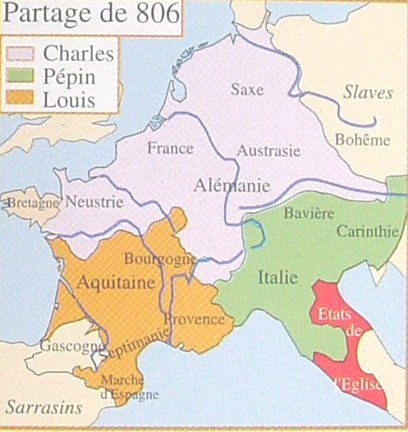 Partage de 806
Charles
Pépin
Louis
Saxe
Slaves
Bohême
France
Austrasie
Alémanie
Bretagne
Neustrie
Bavière
Carinthie
Bourgogne
Aquitaine
Italie
Provence
Etats
de
l'Eglise
Gascogne
Septimanie
Marche
d'Espagne
Sarrasins